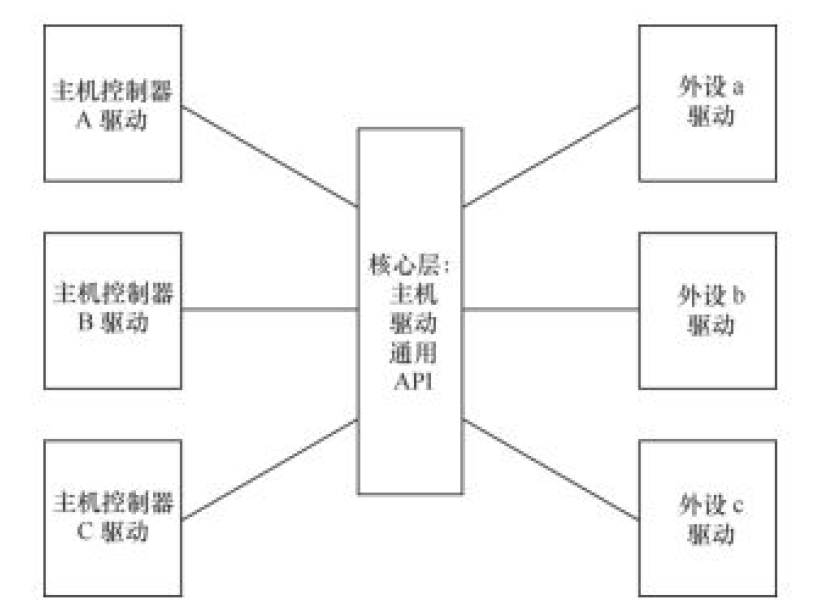 主机控制器
A 驱动
外设 a
驱动
核心层：
主机
驱动
通用
API
主机控制器
B 驱动
外设 b
驱动
主机控制器
C 驱动
外设 c
驱动